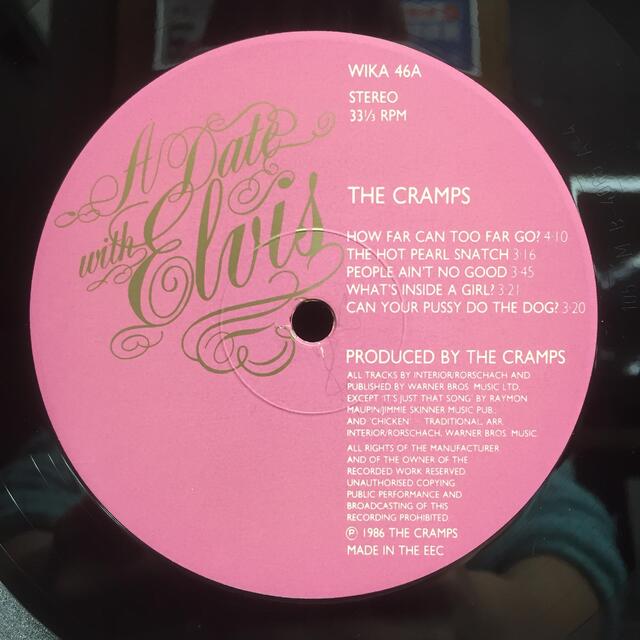 A Date
with Elvis
WIKA 46A
STEREO
33⅓ RPM
THE CRAMPS
HOW FAR CAN TOO FAR GO? 4·10
THE HOT PEARL SNATCH 3·16
PEOPLE AIN'T NO GOOD 3·45
WHAT'S INSIDE A GIRL? 3·21
CAN YOUR PUSSY DO THE DOG? 3·20
PRODUCED BY THE CRAMPS
ALL TRACKS BY INTERIOR/RORSCHACH AND
PUBLISHED BY WARNER BROS. MUSIC LTD.
EXCEPT 'IT'S JUST THAT SONG' BY RAYMON
MAUPIN/JIMMIE SKINNER MUSIC PUB.,
AND 'CHICKEN' - TRADITIONAL, ARR.
INTERIOR/RORSCHACH, WARNER BROS. MUSIC.
ALL RIGHTS OF THE MANUFACTURER
AND OF THE OWNER OF THE
RECORDED WORK RESERVED
UNAUTHORISED COPYING
PUBLIC PERFORMANCE AND
BROADCASTING OF THIS
RECORDING PROHIBITED
℗ 1986 THE CRAMPS
MADE IN THE EEC